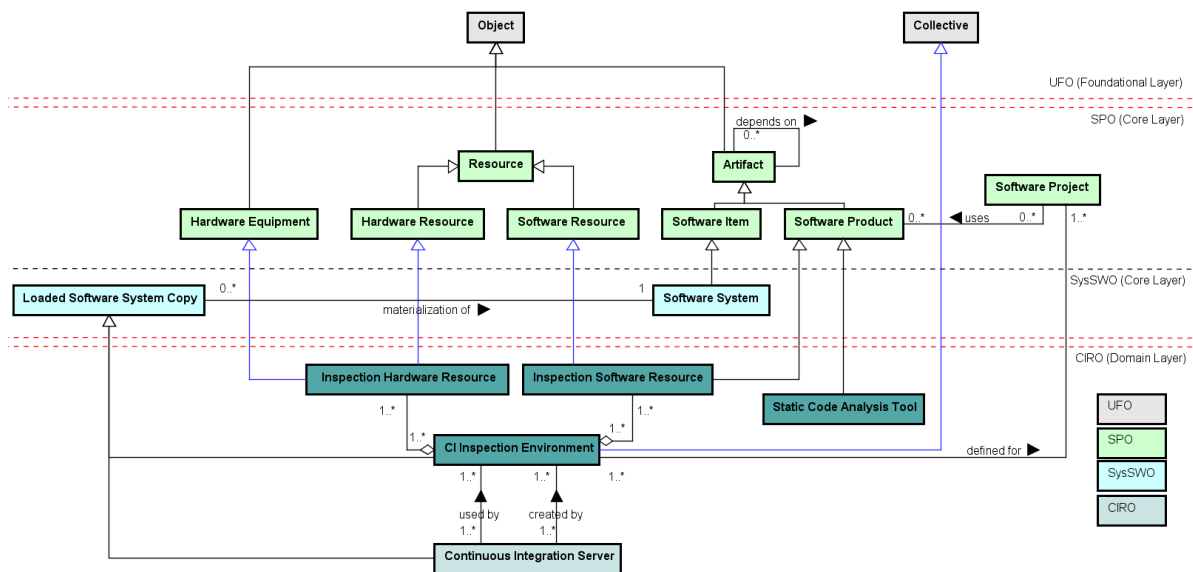 Object
Collective
UFO (Foundational Layer)
SPO (Core Layer)
depends on
0..*
Resource
Artifact
Software Project
Hardware Equipment
Hardware Resource
Software Resource
Software Item
Software Product
0..*
uses
0..*
1..*
SysSWO (Core Layer)
Loaded Software System Copy
0..*
1
Software System
materialization of
CIRO (Domain Layer)
Inspection Hardware Resource
Inspection Software Resource
Static Code Analysis Tool
UFO
SPO
SysSWO
CIRO
1..*
1..*
1..*
1..*
CI Inspection Environment
defined for
1..*
1..*
1..*
used by
created by
1..*
1..*
Continuous Integration Server